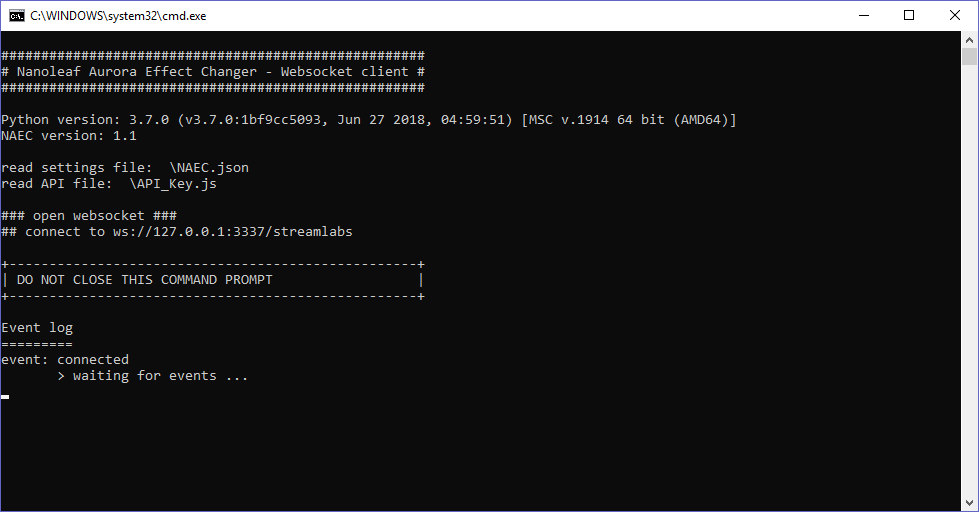 C:\WINDOWS\system32\cmd.exe
#####################################################
# Nanoleaf Aurora Effect Changer - Websocket client #
#####################################################
Python version: 3.7.0 (v3.7.0:1bf9cc5093, Jun 27 2018, 04:59:51) [MSC v.1914 64 bit (AMD64)]
NAEC version: 1.1
read settings file:  \NAEC.json
read API file:  \API_Key.js
### open websocket ###
## connect to ws://127.0.0.1:3337/streamlabs
+---------------------------------------------------+
| DO NOT CLOSE THIS COMMAND PROMPT                  |
+---------------------------------------------------+
Event log
=========
event: connected
       > waiting for events ...